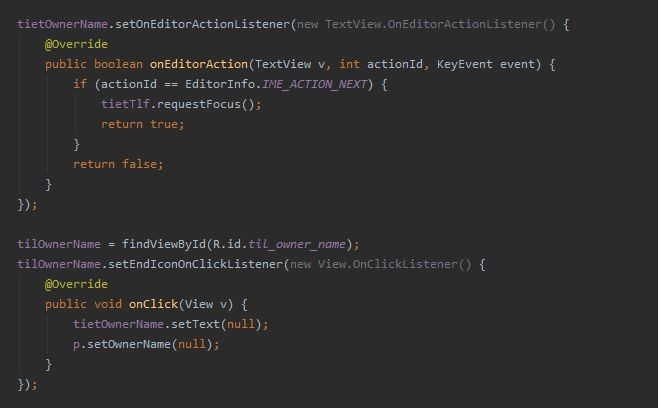 tietOwnerName.setOnEditorActionListener(new TextView.OnEditorActionListener() {
    @Override
    public boolean onEditorAction(TextView v, int actionId, KeyEvent event) {
        if (actionId == EditorInfo.IME_ACTION_NEXT) {
            tietTlf.requestFocus();
            return true;
        }
        return false;
    }
});

tilOwnerName = findViewById(R.id.til_owner_name);
tilOwnerName.setEndIconOnClickListener(new View.OnClickListener() {
    @Override
    public void onClick(View v) {
        tietOwnerName.setText(null);
        p.setOwnerName(null);
    }
});